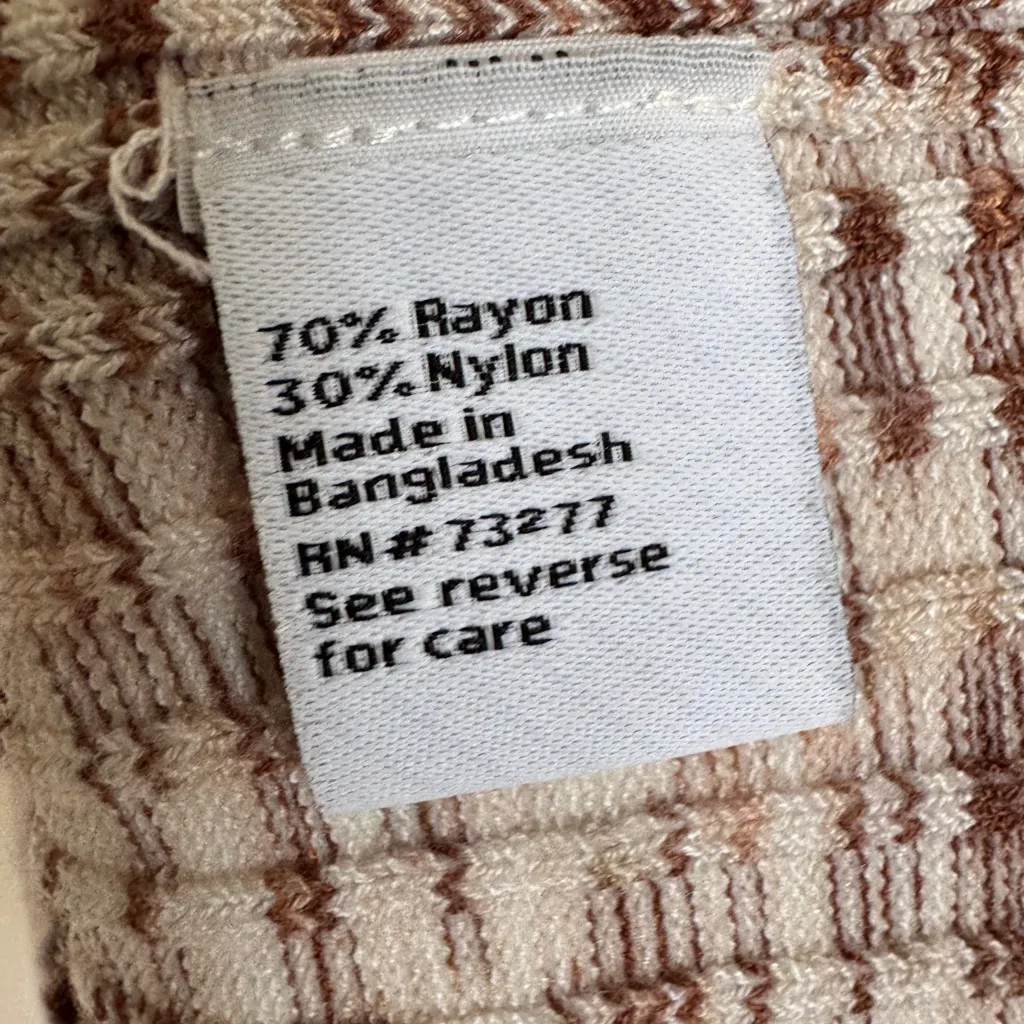 70% Rayon
30% Nylon
Made in
Bangladesh
RN# 73277
See reverse
for care